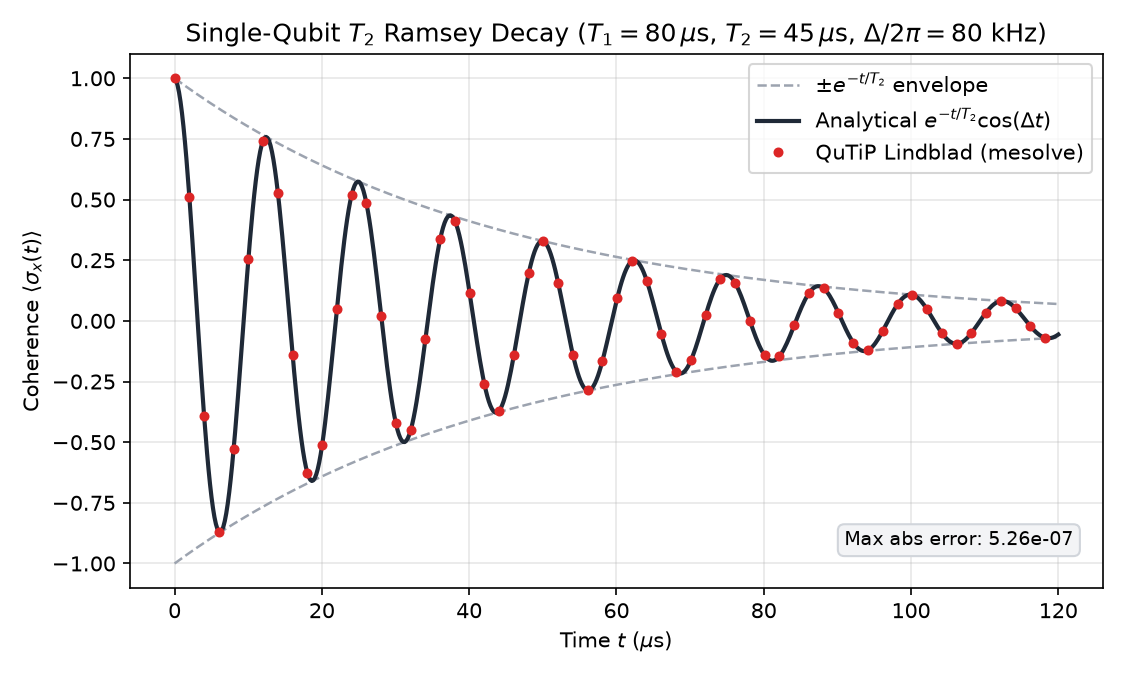 Single-Qubit T₂ Ramsey Decay (T₁ = 80 μs, T₂ = 45 μs, Δ/2π = 80 kHz)
±e^{−t/T₂} envelope
Analytical e^{−t/T₂}cos(Δt)
QuTiP Lindblad (mesolve)
Coherence ⟨σₓ(t)⟩
1.00
0.75
0.50
0.25
0.00
−0.25
−0.50
−0.75
−1.00
Max abs error: 5.26e-07
0 20 40 60 80 100 120
Time t (μs)